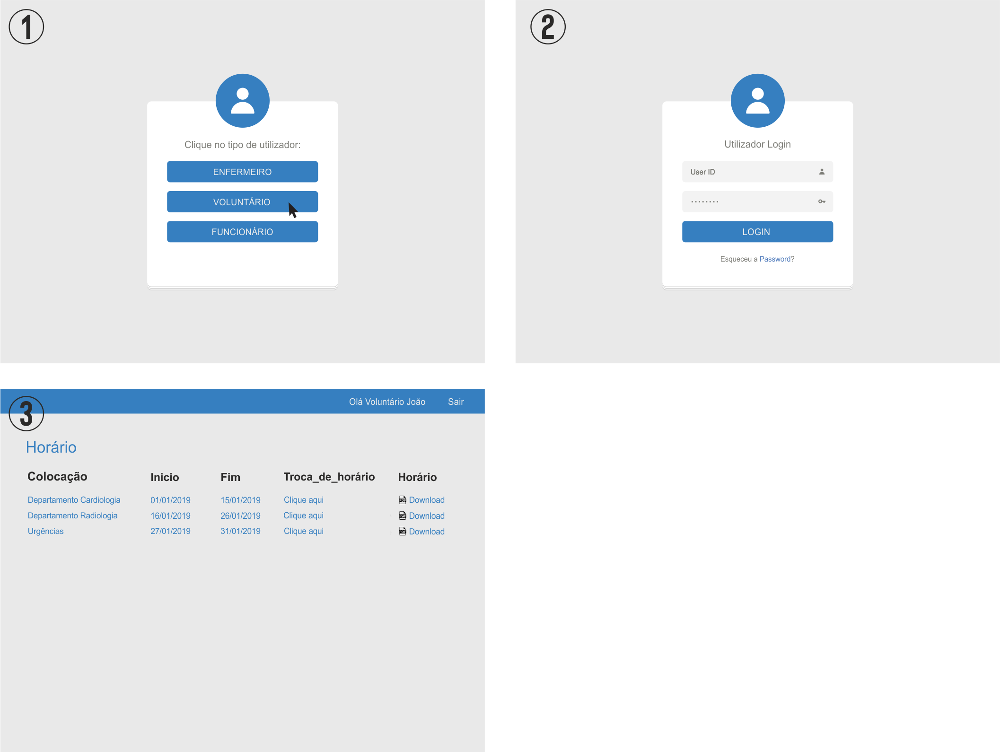 1
Clique no tipo de utilizador:
ENFERMEIRO
VOLUNTÁRIO
FUNCIONÁRIO
2
Utilizador Login
User ID
........
LOGIN
Esqueceu a Password?
3
Olá Voluntário João Sair
Horário
Colocação Inicio Fim Troca_de_horário Horário
Departamento Cardiologia 01/01/2019 15/01/2019 Clique aqui PDF Download
Departamento Radiologia 16/01/2019 26/01/2019 Clique aqui PDF Download
Urgências 27/01/2019 31/01/2019 Clique aqui PDF Download